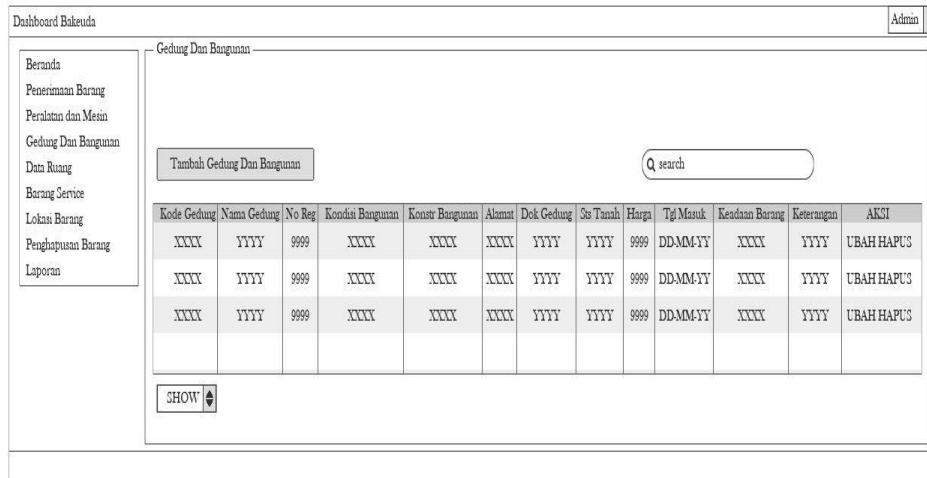 Dashboard Bakeuda
Admin
Beranda
Penerimaan Barang
Peralatan dan Mesin
Gedung Dan Bangunan
Data Ruang
Barang Service
Lokasi Barang
Penghapusan Barang
Laporan
Gedung Dan Bangunan
Tambah Gedung Dan Bangunan
search
Kode Gedung Nama Gedung No Reg Kondisi Bangunan Konstr Bangunan Alamat Dok Gedung Sts Tanah Harga Tgl Masuk Keadaan Barang Keterangan AKSI
XXXX YYYY 9999 XXXX XXXX XXXX YYYY YYYY 9999 DD-MM-YY XXXX YYYY UBAH HAPUS
XXXX YYYY 9999 XXXX XXXX XXXX YYYY YYYY 9999 DD-MM-YY XXXX YYYY UBAH HAPUS
XXXX YYYY 9999 XXXX XXXX XXXX YYYY YYYY 9999 DD-MM-YY XXXX YYYY UBAH HAPUS
SHOW